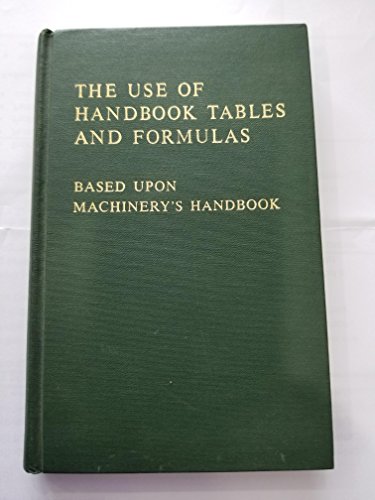 THE USE OF
HANDBOOK TABLES
AND FORMULAS
BASED UPON
MACHINERY'S HANDBOOK